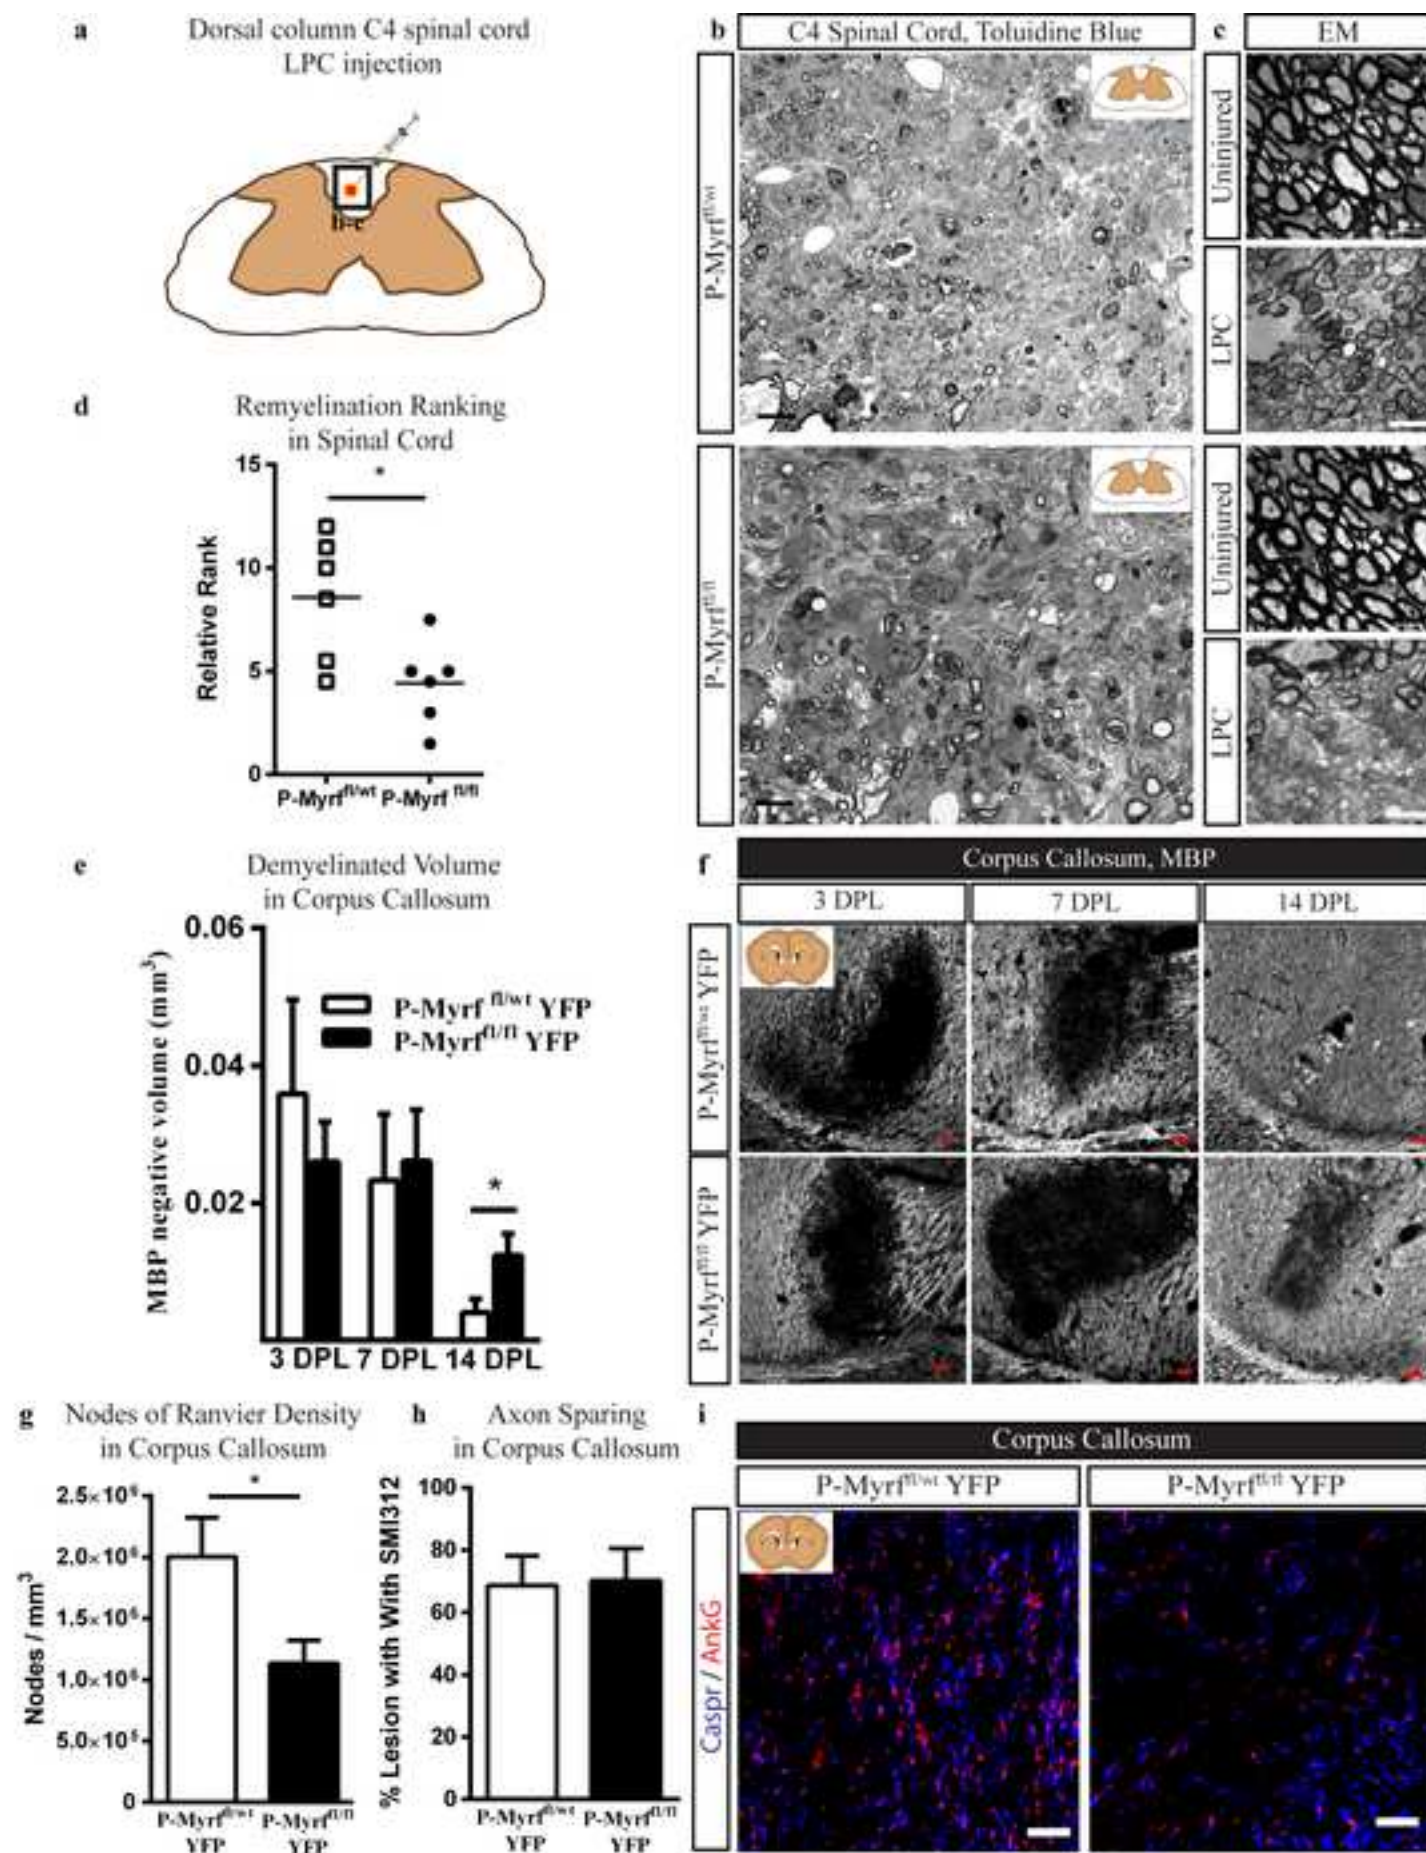 a
Dorsal column C4 spinal cord
LPC injection
b-c
b
C4 Spinal Cord, Toluidine Blue
P-Myrf fl/wt
P-Myrf fl/fl
c
EM
Uninjured
LPC
Uninjured
LPC
d
Remyelination Ranking
in Spinal Cord
*
Relative Rank
15
10
5
0
P-Myrf fl/wt P-Myrf fl/fl
e
Demyelinated Volume
in Corpus Callosum
MBP negative volume (mm³)
0.06
0.04
0.02
P-Myrf fl/wt YFP
P-Myrf fl/fl YFP
*
3 DPL 7 DPL 14 DPL
f
Corpus Callosum, MBP
3 DPL 7 DPL 14 DPL
P-Myrf fl/wt YFP
P-Myrf fl/fl YFP
g
Nodes of Ranvier Density
in Corpus Callosum
*
Nodes / mm³
2.5×10⁶
2.0×10⁶
1.5×10⁶
1.0×10⁶
5.0×10⁵
0
P-Myrf fl/wt P-Myrf fl/fl
YFP YFP
h
Axon Sparing
in Corpus Callosum
% Lesion with With SMI312
100
80
60
40
20
0
P-Myrf fl/wt P-Myrf fl/fl
YFP YFP
i
Corpus Callosum
P-Myrf fl/wt YFP P-Myrf fl/fl YFP
Caspr / AnkG